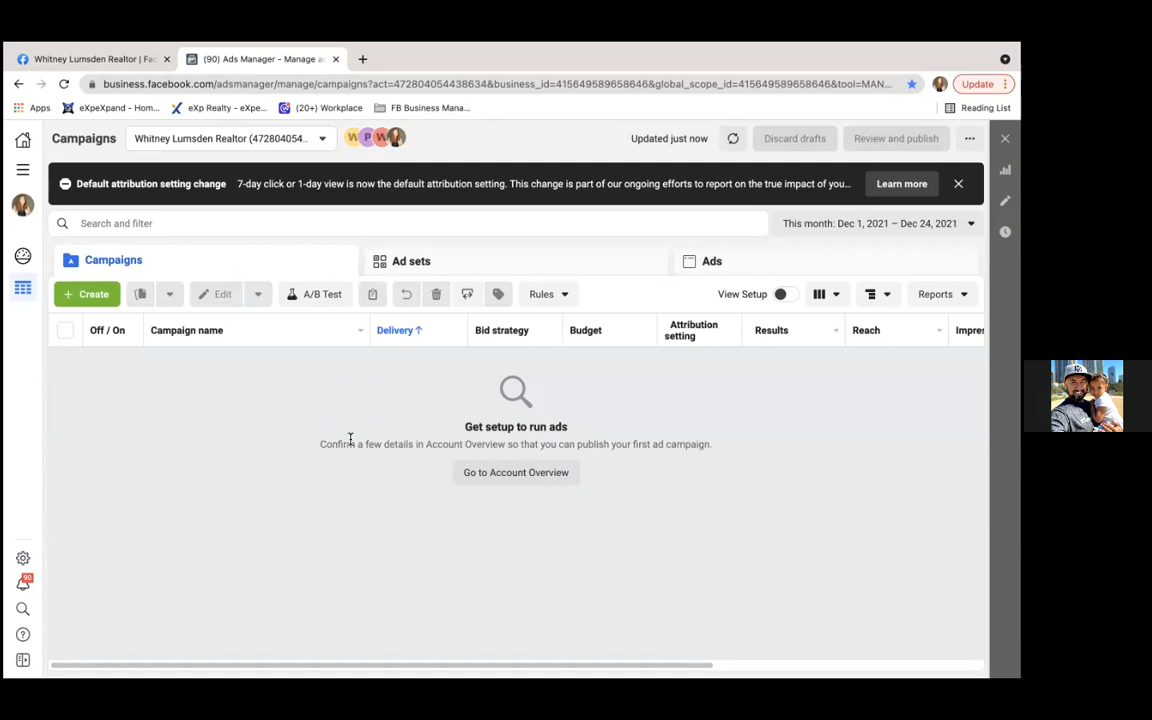 Whitney Lumsden Realtor | Fac
(90) Ads Manager - Manage a
business.facebook.com/adsmanager/manage/campaigns?act=472804054438634&business_id=415649589658646&global_scope_id=415649589658646&tool=MAN...
Update
Apps
eXpeXpand - Hom...
eXp Realty - eXpe...
(20+) Workplace
FB Business Mana...
Reading List
Campaigns
Whitney Lumsden Realtor (472804054...
W P W
Updated just now
Discard drafts
Review and publish
Default attribution setting change 7-day click or 1-day view is now the default attribution setting. This change is part of our ongoing efforts to report on the true impact of you...
Learn more
Search and filter
This month: Dec 1, 2021 – Dec 24, 2021
Campaigns
Ad sets
Ads
+ Create
Edit
A/B Test
Rules
View Setup
Reports
Off / On
Campaign name
Delivery ↑
Bid strategy
Budget
Attribution
setting
Results
Reach
Impres
Get setup to run ads
Confirm a few details in Account Overview so that you can publish your first ad campaign.
Go to Account Overview
90